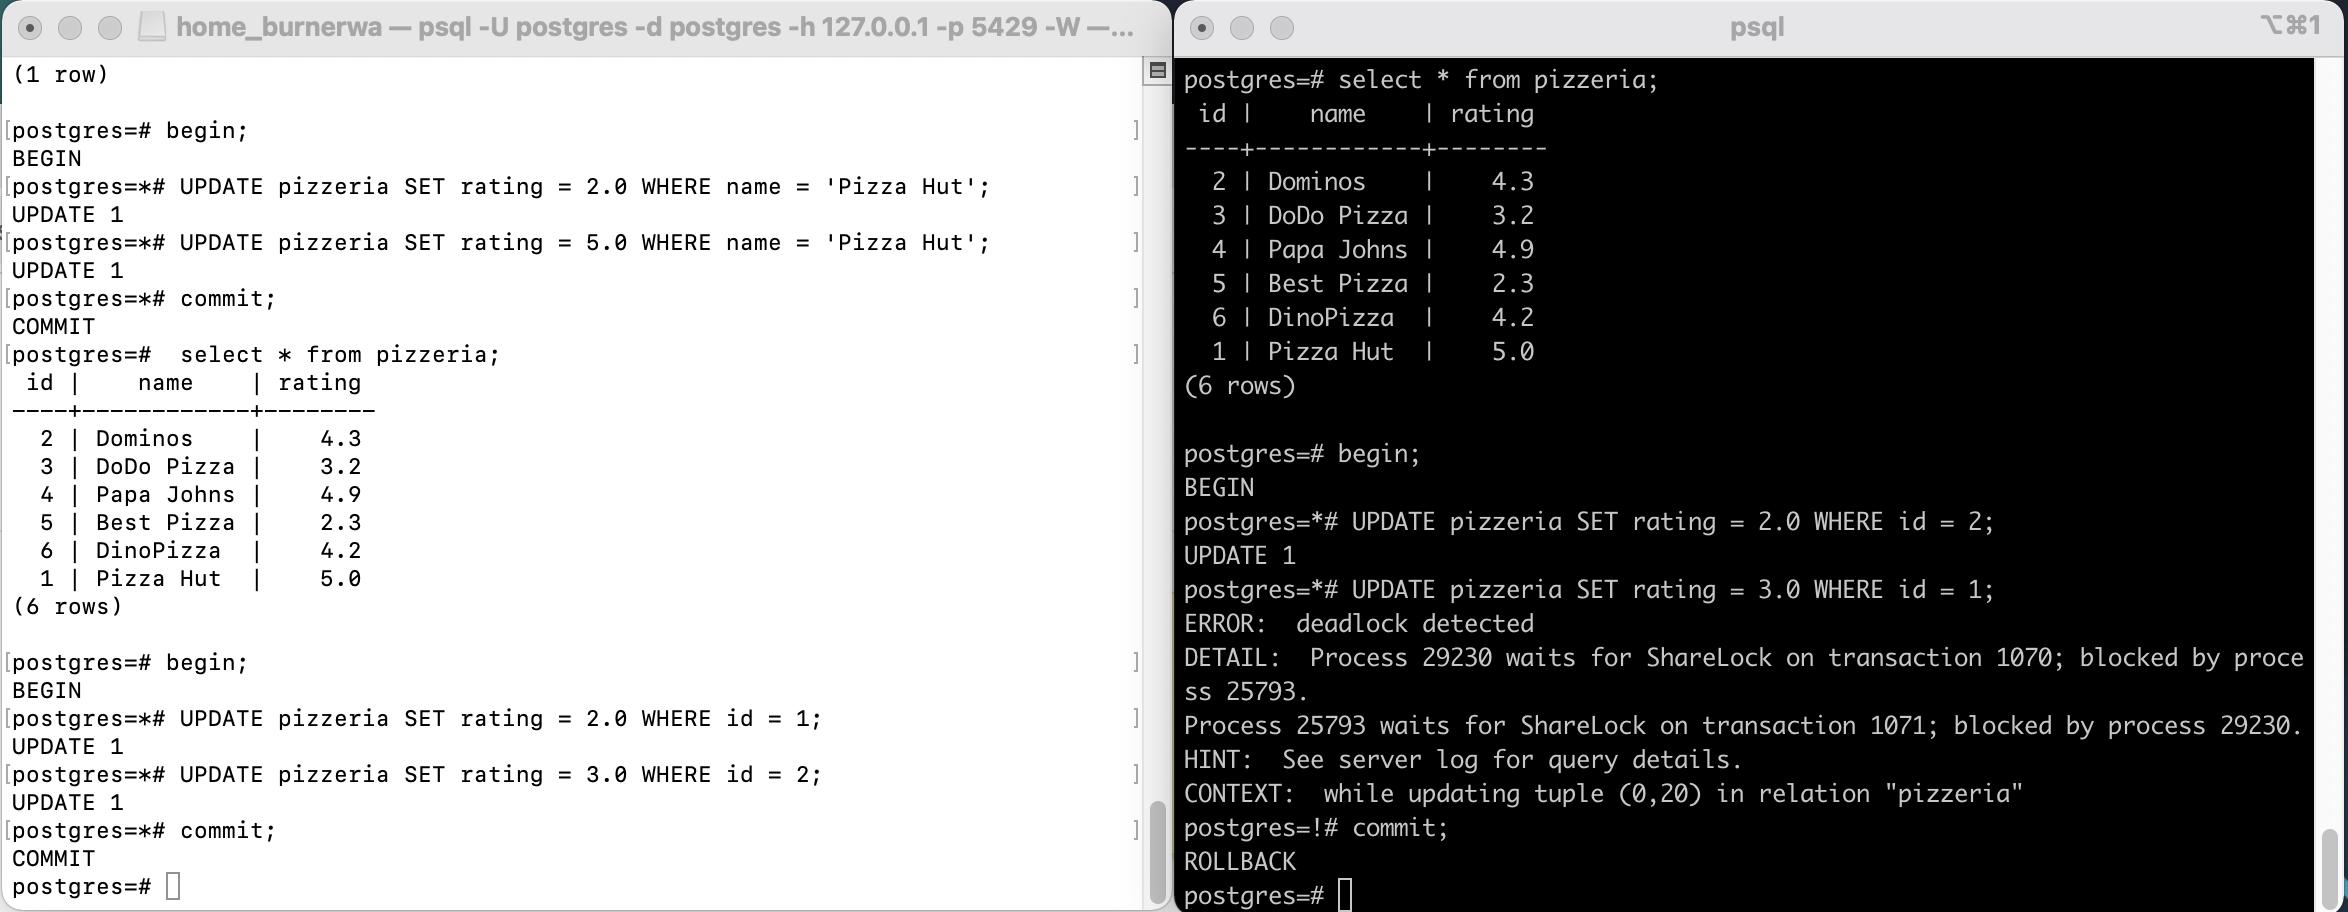 home_burnerwa — psql -U postgres -d postgres -h 127.0.0.1 -p 5429 -W —...
(1 row)
[postgres=# begin; ]
BEGIN
[postgres=*# UPDATE pizzeria SET rating = 2.0 WHERE name = 'Pizza Hut'; ]
UPDATE 1
[postgres=*# UPDATE pizzeria SET rating = 5.0 WHERE name = 'Pizza Hut'; ]
UPDATE 1
[postgres=*# commit; ]
COMMIT
[postgres=#  select * from pizzeria; ]
 id |    name    | rating
----+------------+--------
  2 | Dominos    |    4.3
  3 | DoDo Pizza |    3.2
  4 | Papa Johns |    4.9
  5 | Best Pizza |    2.3
  6 | DinoPizza  |    4.2
  1 | Pizza Hut  |    5.0
(6 rows)
[postgres=# begin; ]
BEGIN
[postgres=*# UPDATE pizzeria SET rating = 2.0 WHERE id = 1; ]
UPDATE 1
[postgres=*# UPDATE pizzeria SET rating = 3.0 WHERE id = 2; ]
UPDATE 1
[postgres=*# commit; ]
COMMIT
postgres=#
psql
⌥⌘1
postgres=# select * from pizzeria;
 id |    name    | rating
----+------------+--------
  2 | Dominos    |    4.3
  3 | DoDo Pizza |    3.2
  4 | Papa Johns |    4.9
  5 | Best Pizza |    2.3
  6 | DinoPizza  |    4.2
  1 | Pizza Hut  |    5.0
(6 rows)
postgres=# begin;
BEGIN
postgres=*# UPDATE pizzeria SET rating = 2.0 WHERE id = 2;
UPDATE 1
postgres=*# UPDATE pizzeria SET rating = 3.0 WHERE id = 1;
ERROR:  deadlock detected
DETAIL:  Process 29230 waits for ShareLock on transaction 1070; blocked by proce
ss 25793.
Process 25793 waits for ShareLock on transaction 1071; blocked by process 29230.
HINT:  See server log for query details.
CONTEXT:  while updating tuple (0,20) in relation "pizzeria"
postgres=!# commit;
ROLLBACK
postgres=#